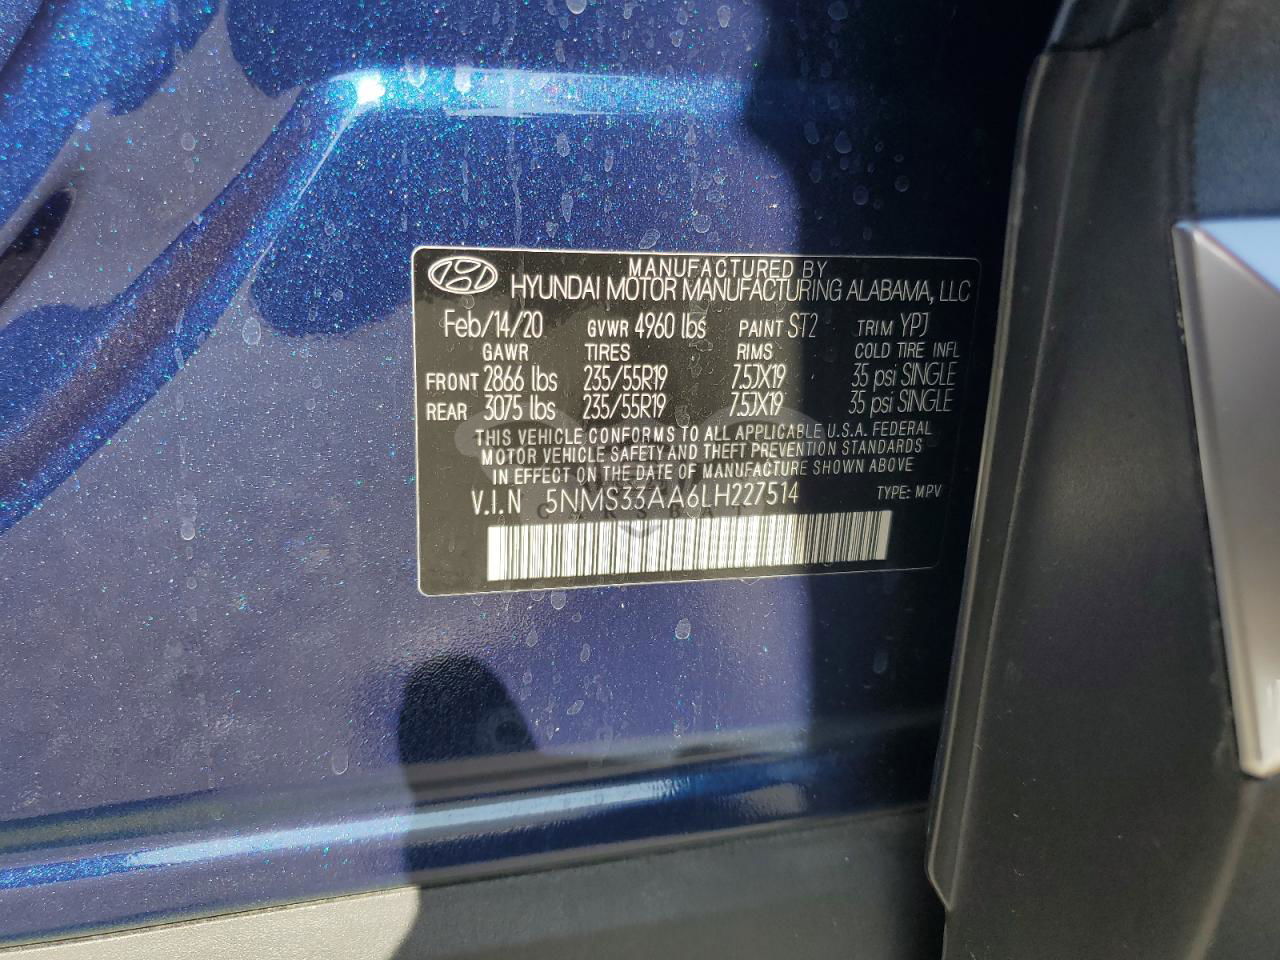 MANUFACTURED BY
HYUNDAI MOTOR MANUFACTURING ALABAMA, LLC
Feb/14/20 GVWR 4960 lbs PAINT ST2 TRIM YPJ
GAWR TIRES RIMS COLD TIRE INFL
FRONT 2866 lbs 235/55R19 7.5JX19 35 psi SINGLE
REAR 3075 lbs 235/55R19 7.5JX19 35 psi SINGLE
THIS VEHICLE CONFORMS TO ALL APPLICABLE U.S.A. FEDERAL
MOTOR VEHICLE SAFETY AND THEFT PREVENTION STANDARDS
IN EFFECT ON THE DATE OF MANUFACTURE SHOWN ABOVE
V.I.N 5NMS33AA6LH227514 TYPE: MPV
CARSBAT